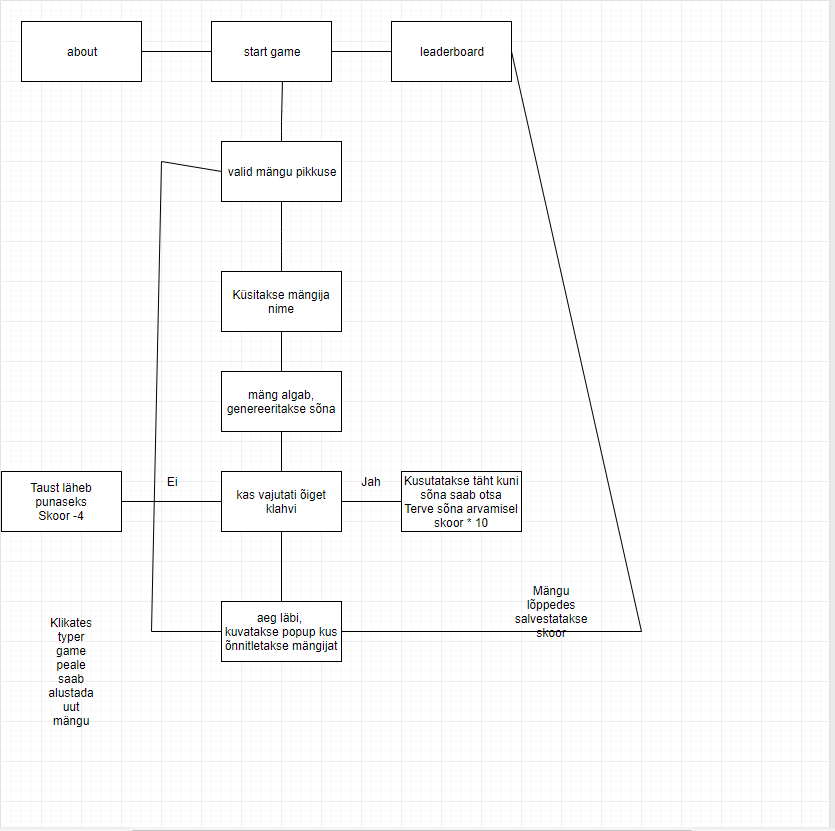 about
start game
leaderboard
valid mängu pikkuse
Küsitakse mängija
nime
mäng algab,
genereeritakse sõna
Taust läheb
punaseks
Skoor -4
Ei
kas vajutati õiget
klahvi
Jah
Kusutatakse täht kuni
sõna saab otsa
Terve sõna arvamisel
skoor * 10
aeg läbi,
kuvatakse popup kus
õnnitletakse mängijat
Mängu
lõppedes
salvestatakse
skoor
Klikates
typer
game
peale
saab
alustada
uut
mängu